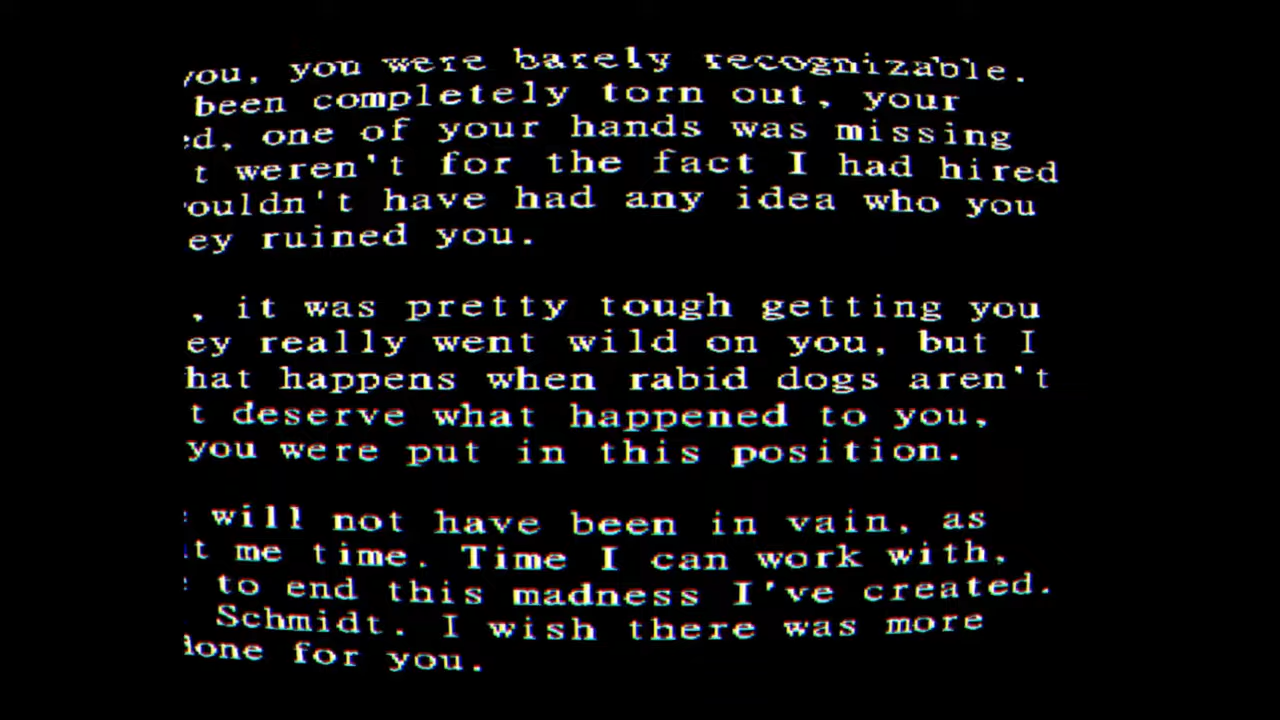 you, you were barely recognizable.
been completely torn out, your
ed, one of your hands was missing
t weren't for the fact I had hired
ouldn't have had any idea who you
ey ruined you.
, it was pretty tough getting you
ey really went wild on you, but I
hat happens when rabid dogs aren't
t deserve what happened to you,
you were put in this position.
will not have been in vain, as
t me time. Time I can work with,
to end this madness I've created.
Schmidt. I wish there was more
done for you.